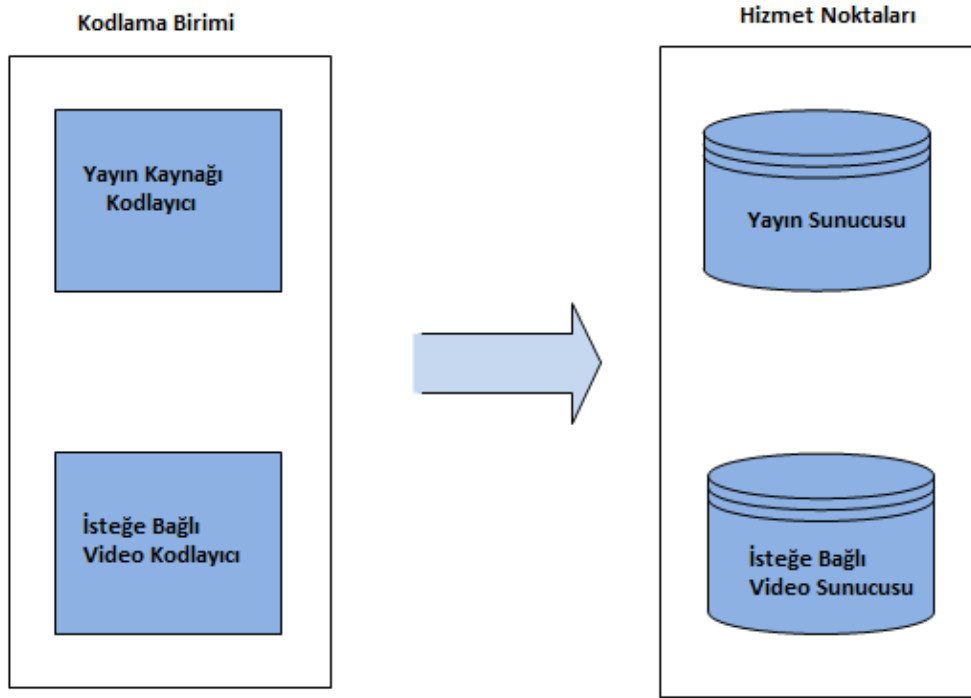 Kodlama Birimi
Yayın Kaynağı
Kodlayıcı
İsteğe Bağlı
Video Kodlayıcı
Hizmet Noktaları
Yayın Sunucusu
İsteğe Bağlı
Video Sunucusu